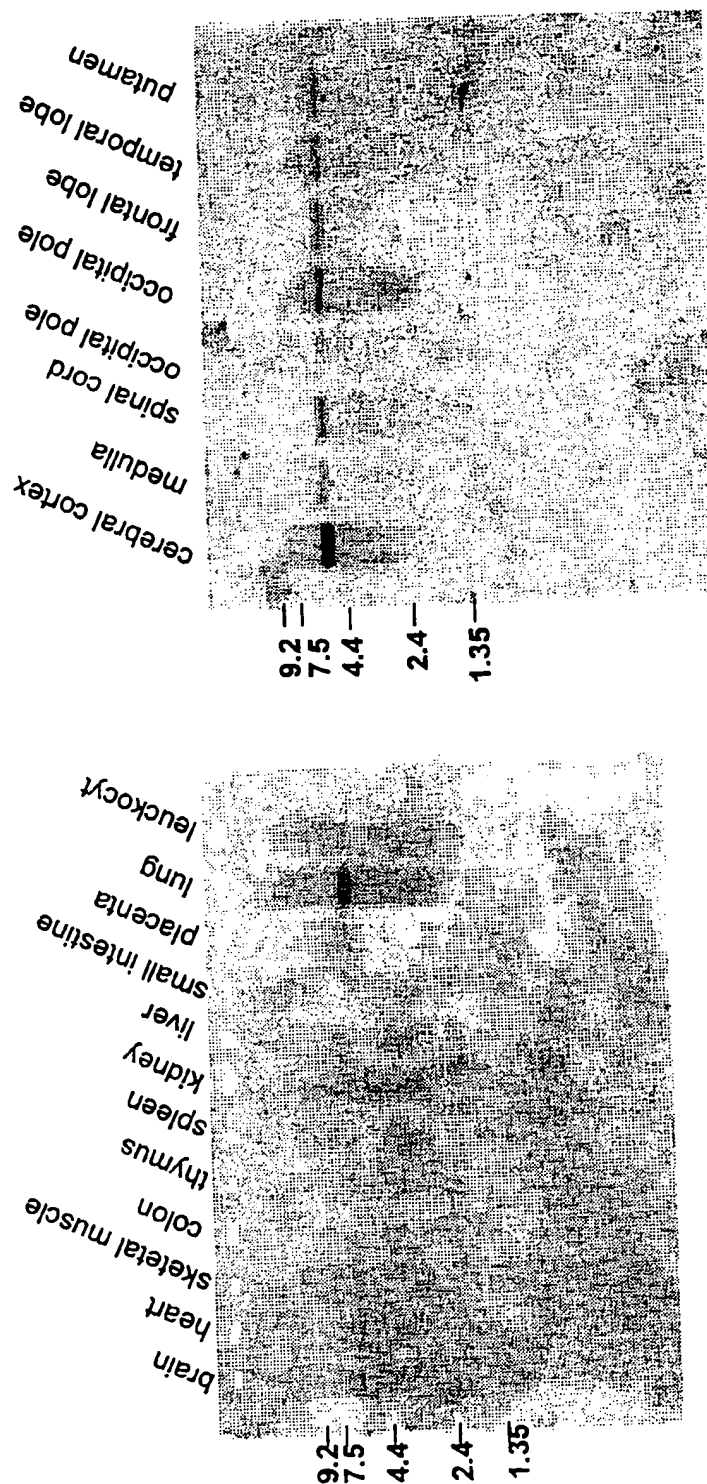 putamen
temporal lobe
frontal lobe
occipital pole
occipital pole
spinal cord
medulla
cerebral cortex
9.2
7.5
4.4
2.4
1.35
leuckocyt
lung
placenta
small intestine
liver
kidney
spleen
thymus
colon
sketetal muscle
heart
brain
9.2
7.5
4.4
2.4
1.35